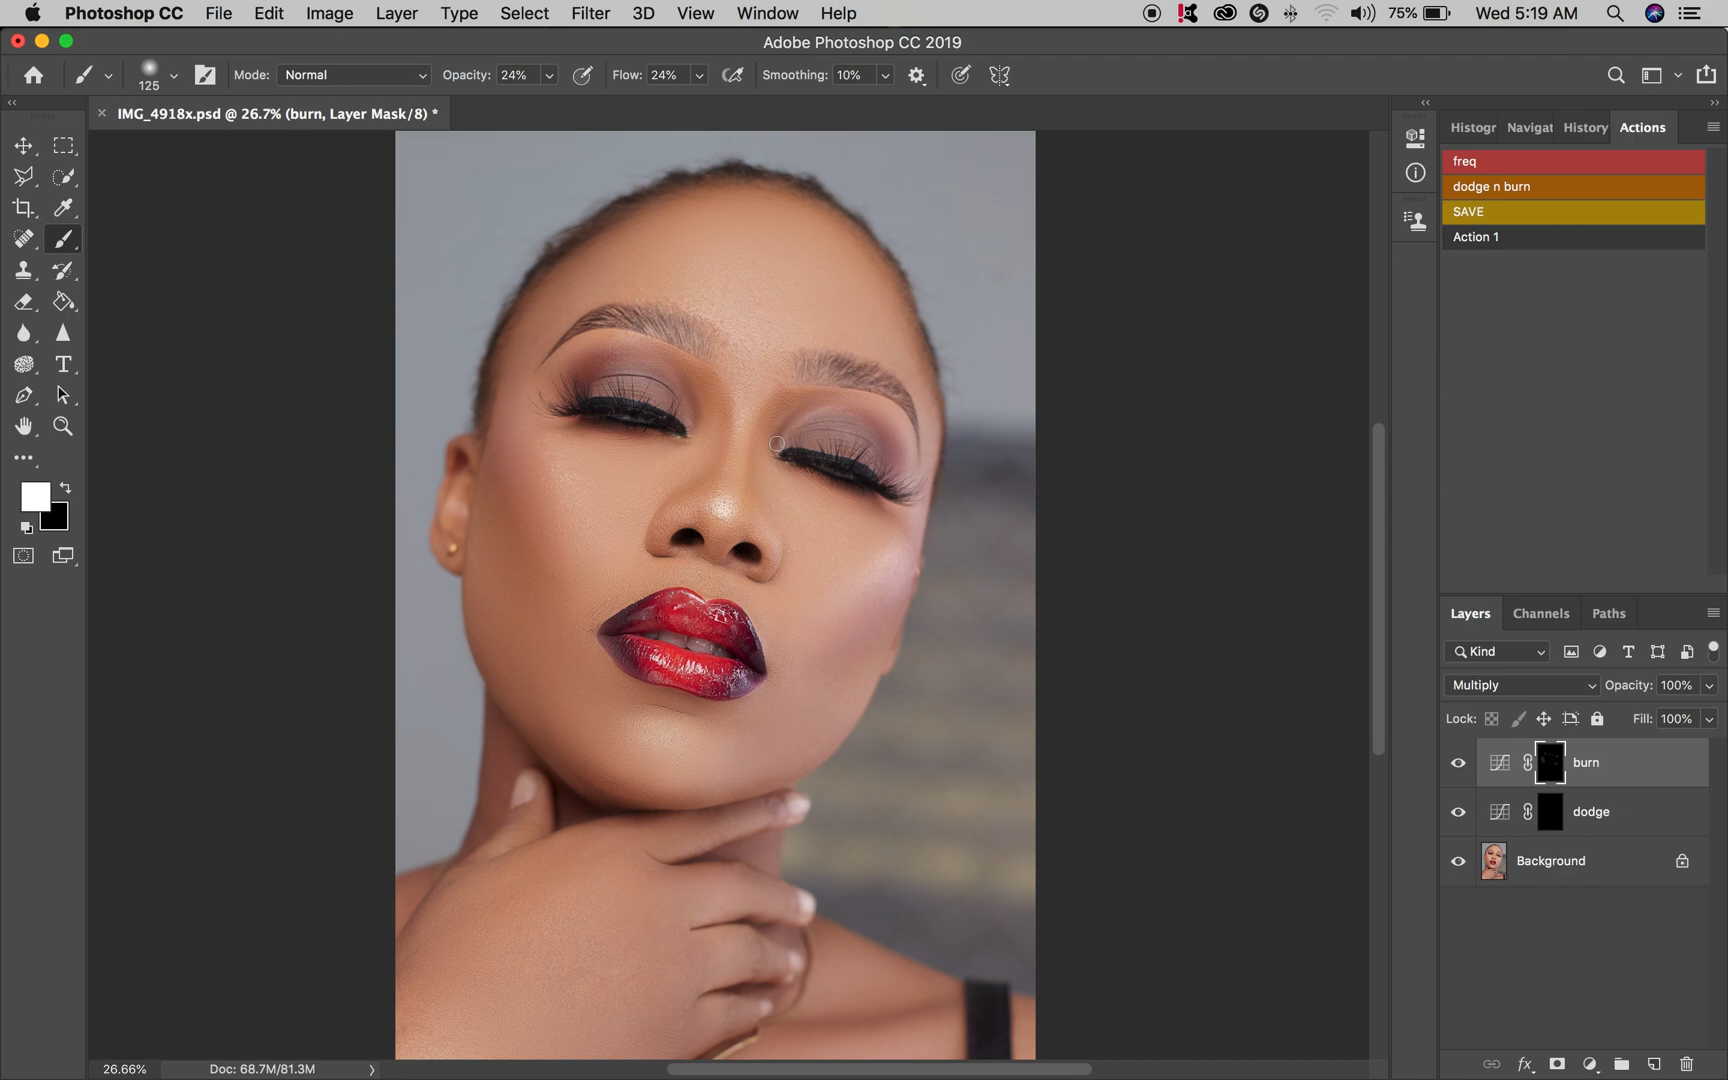 Photoshop CC File Edit Image Layer Type Select Filter 3D View Window Help 75% Wed 5:19 AM
Adobe Photoshop CC 2019
125 Mode: Normal Opacity: 24% Flow: 24% Smoothing: 10%
IMG_4918x.psd @ 26.7% (burn, Layer Mask/8) *
Histogr Navigat History Actions
freq
dodge n burn
SAVE
Action 1
Layers Channels Paths
Kind
Multiply Opacity: 100%
Lock: Fill: 100%
burn
dodge
Background
26.66% Doc: 68.7M/81.3M